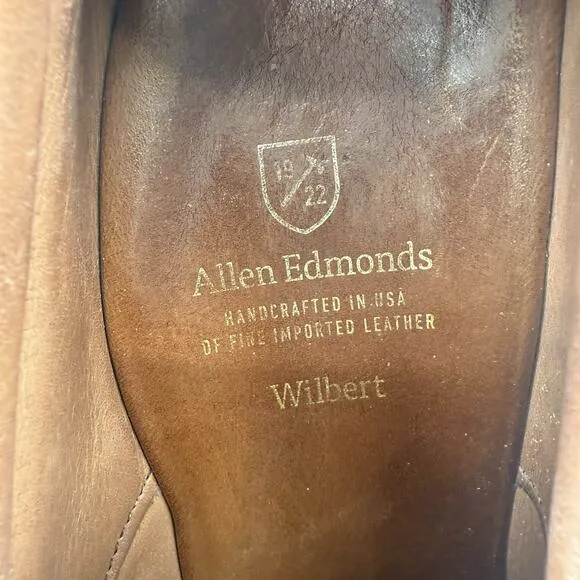 19
22
Allen Edmonds
HANDCRAFTED IN USA
OF FINE IMPORTED LEATHER
Wilbert